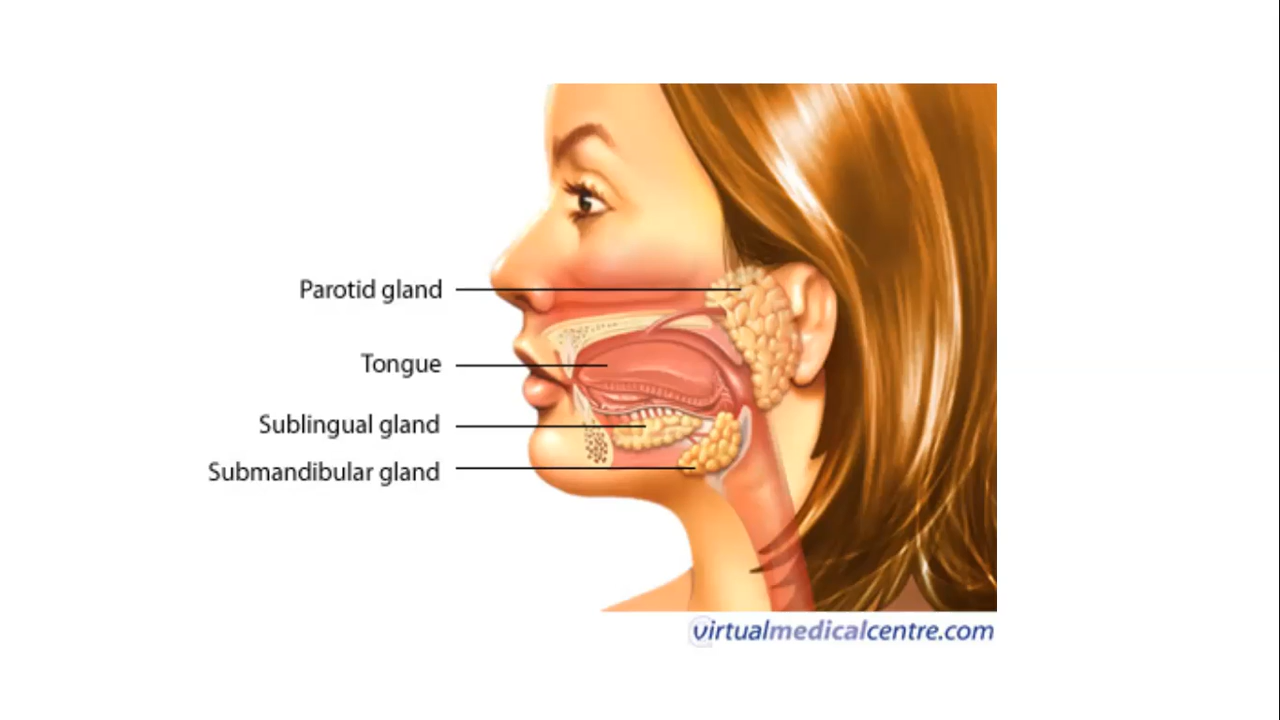 Parotid gland
Tongue
Sublingual gland
Submandibular gland
virtualmedicalcentre.com